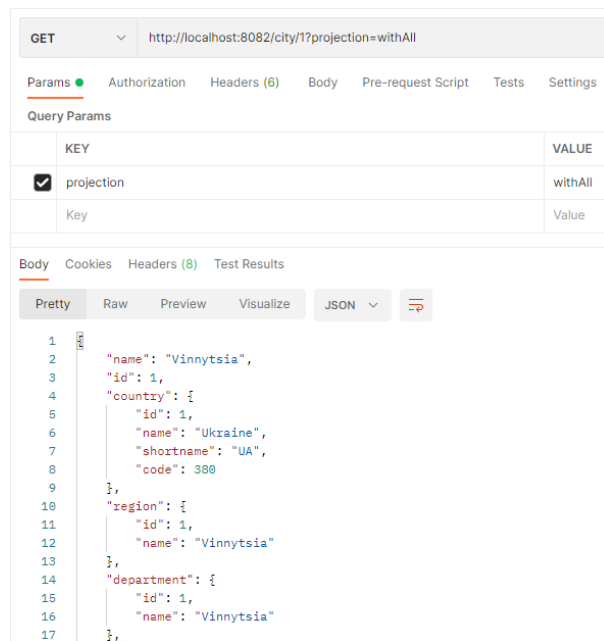 GET http://localhost:8082/city/1?projection=withAll
Params Authorization Headers (6) Body Pre-request Script Tests Settings
Query Params
KEY VALUE
projection withAll
Key Value
Body Cookies Headers (8) Test Results
Pretty Raw Preview Visualize JSON
1 {
2 "name": "Vinnytsia",
3 "id": 1,
4 "country": {
5 "id": 1,
6 "name": "Ukraine",
7 "shortname": "UA",
8 "code": 380
9 },
10 "region": {
11 "id": 1,
12 "name": "Vinnytsia"
13 },
14 "department": {
15 "id": 1,
16 "name": "Vinnytsia"
17 },